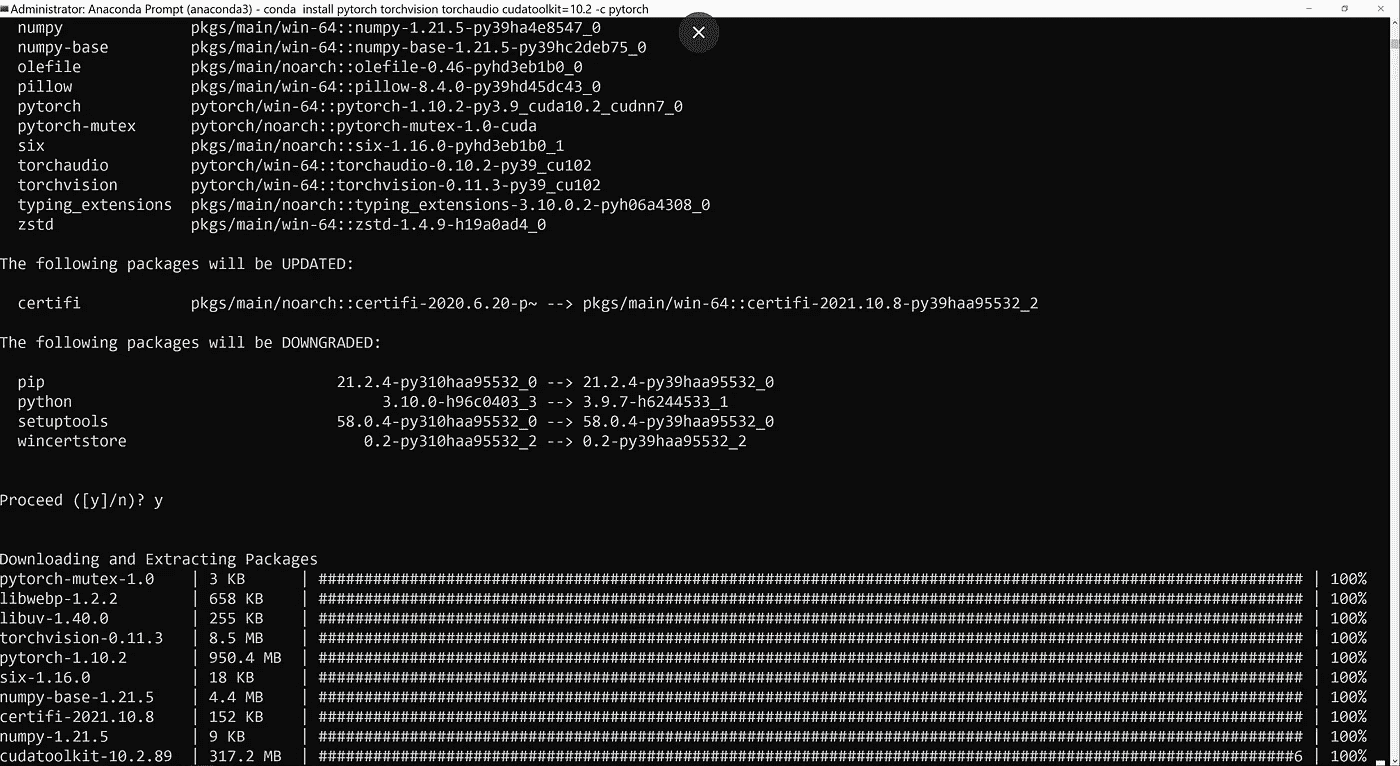 Administrator: Anaconda Prompt (anaconda3) - conda install pytorch torchvision torchaudio cudatoolkit=10.2 -c pytorch
numpy pkgs/main/win-64::numpy-1.21.5-py39ha4e8547_0
numpy-base pkgs/main/win-64::numpy-base-1.21.5-py39hc2deb75_0
olefile pkgs/main/noarch::olefile-0.46-pyhd3eb1b0_0
pillow pkgs/main/win-64::pillow-8.4.0-py39hd45dc43_0
pytorch pytorch/win-64::pytorch-1.10.2-py3.9_cuda10.2_cudnn7_0
pytorch-mutex pytorch/noarch::pytorch-mutex-1.0-cuda
six pkgs/main/noarch::six-1.16.0-pyhd3eb1b0_1
torchaudio pytorch/win-64::torchaudio-0.10.2-py39_cu102
torchvision pytorch/win-64::torchvision-0.11.3-py39_cu102
typing_extensions pkgs/main/noarch::typing_extensions-3.10.0.2-pyh06a4308_0
zstd pkgs/main/win-64::zstd-1.4.9-h19a0ad4_0
The following packages will be UPDATED:
certifi pkgs/main/noarch::certifi-2020.6.20-p~ --> pkgs/main/win-64::certifi-2021.10.8-py39haa95532_2
The following packages will be DOWNGRADED:
pip 21.2.4-py310haa95532_0 --> 21.2.4-py39haa95532_0
python 3.10.0-h96c0403_3 --> 3.9.7-h6244533_1
setuptools 58.0.4-py310haa95532_0 --> 58.0.4-py39haa95532_0
wincertstore 0.2-py310haa95532_2 --> 0.2-py39haa95532_2
Proceed ([y]/n)? y
Downloading and Extracting Packages
pytorch-mutex-1.0 | 3 KB | ############################################################################################################ | 100%
libwebp-1.2.2 | 658 KB | ############################################################################################################ | 100%
libuv-1.40.0 | 255 KB | ############################################################################################################ | 100%
torchvision-0.11.3 | 8.5 MB | ############################################################################################################ | 100%
pytorch-1.10.2 | 950.4 MB | ############################################################################################################ | 100%
six-1.16.0 | 18 KB | ############################################################################################################ | 100%
numpy-base-1.21.5 | 4.4 MB | ############################################################################################################ | 100%
certifi-2021.10.8 | 152 KB | ############################################################################################################ | 100%
numpy-1.21.5 | 9 KB | ############################################################################################################ | 100%
cudatoolkit-10.2.89 | 317.2 MB | ###########################################################################################################6 | 100%